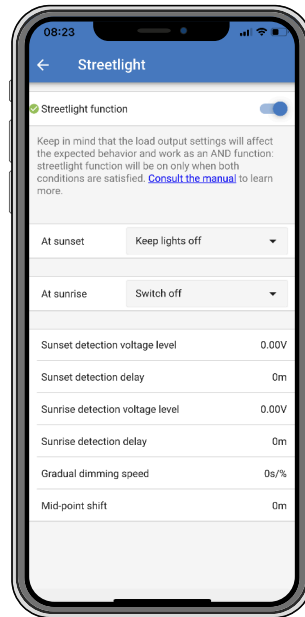 08:23
Streetlight
Streetlight function
Keep in mind that the load output settings will affect
the expected behavior and work as an AND function:
streetlight function will be on only when both
conditions are satisfied. Consult the manual to learn
more.
At sunset Keep lights off
At sunrise Switch off
Sunset detection voltage level 0.00V
Sunset detection delay 0m
Sunrise detection voltage level 0.00V
Sunrise detection delay 0m
Gradual dimming speed 0s/%
Mid-point shift 0m